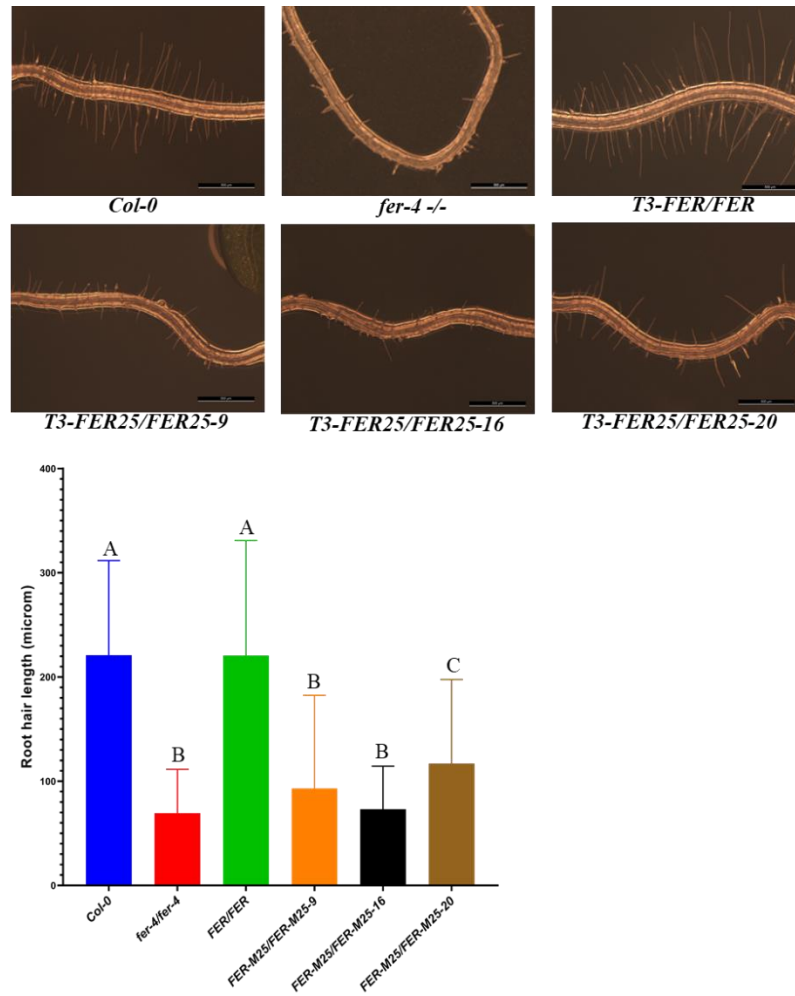 Col-0 fer-4 -/- T3-FER/FER
T3-FER25/FER25-9 T3-FER25/FER25-16 T3-FER25/FER25-20
400
300
200
100
0
Root hair length (microm)
A
B
A
B
B
C
Col-0
fer-4/fer-4
FER/FER
FER-M25/FER-M25-9
FER-M25/FER-M25-16
FER-M25/FER-M25-20